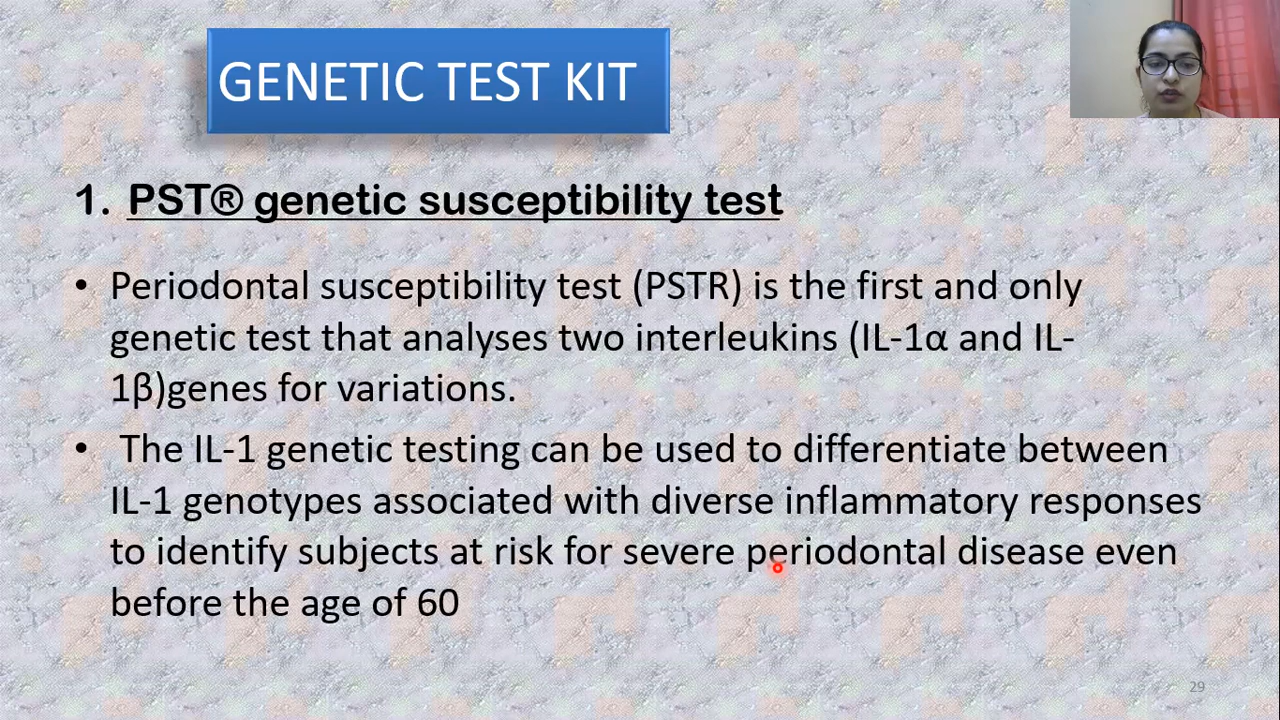 GENETIC TEST KIT
1. PST® genetic susceptibility test
• Periodontal susceptibility test (PSTR) is the first and only
genetic test that analyses two interleukins (IL-1α and IL-
1β)genes for variations.
• The IL-1 genetic testing can be used to differentiate between
IL-1 genotypes associated with diverse inflammatory responses
to identify subjects at risk for severe periodontal disease even
before the age of 60
29